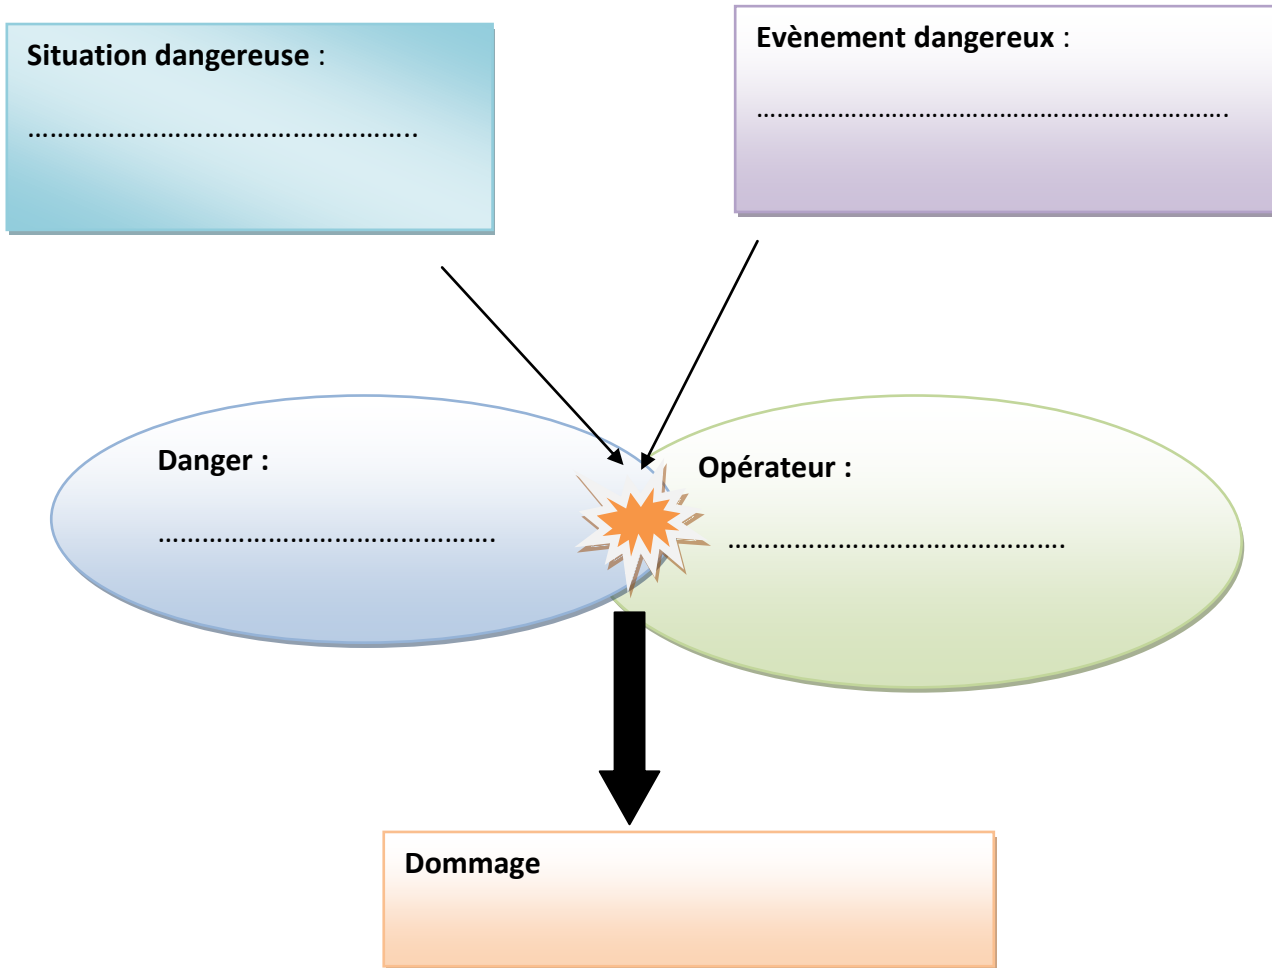 Situation dangereuse :
……………………………………………..
Evènement dangereux :
…………………………………………………………….
Danger :
……………………………………….
Opérateur :
……………………………………….
Dommage